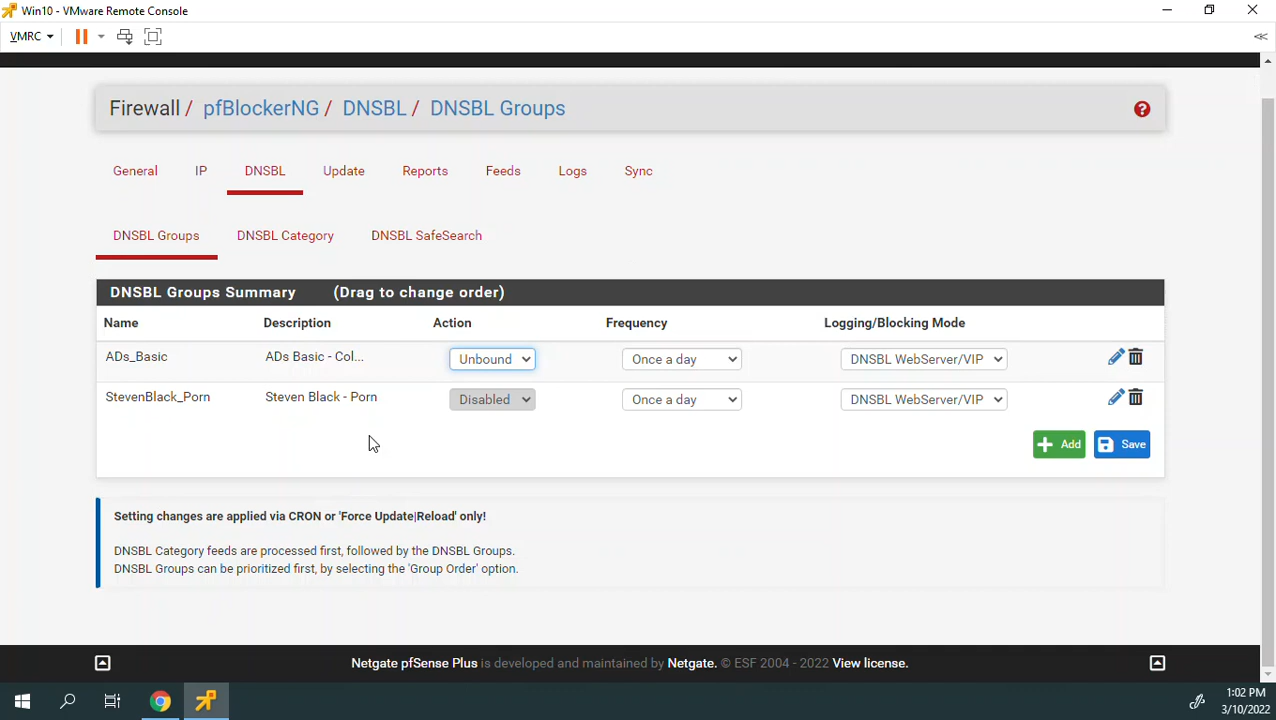 Win10 - VMware Remote Console
VMRC
Firewall / pfBlockerNG / DNSBL / DNSBL Groups
General IP DNSBL Update Reports Feeds Logs Sync
DNSBL Groups DNSBL Category DNSBL SafeSearch
DNSBL Groups Summary (Drag to change order)
Name Description Action Frequency Logging/Blocking Mode
ADs_Basic ADs Basic - Col... Unbound Once a day DNSBL WebServer/VIP
StevenBlack_Porn Steven Black - Porn Disabled Once a day DNSBL WebServer/VIP
Add Save
Setting changes are applied via CRON or 'Force Update|Reload' only!
DNSBL Category feeds are processed first, followed by the DNSBL Groups.
DNSBL Groups can be prioritized first, by selecting the 'Group Order' option.
Netgate pfSense Plus is developed and maintained by Netgate. © ESF 2004 - 2022 View license.
1:02 PM
3/10/2022